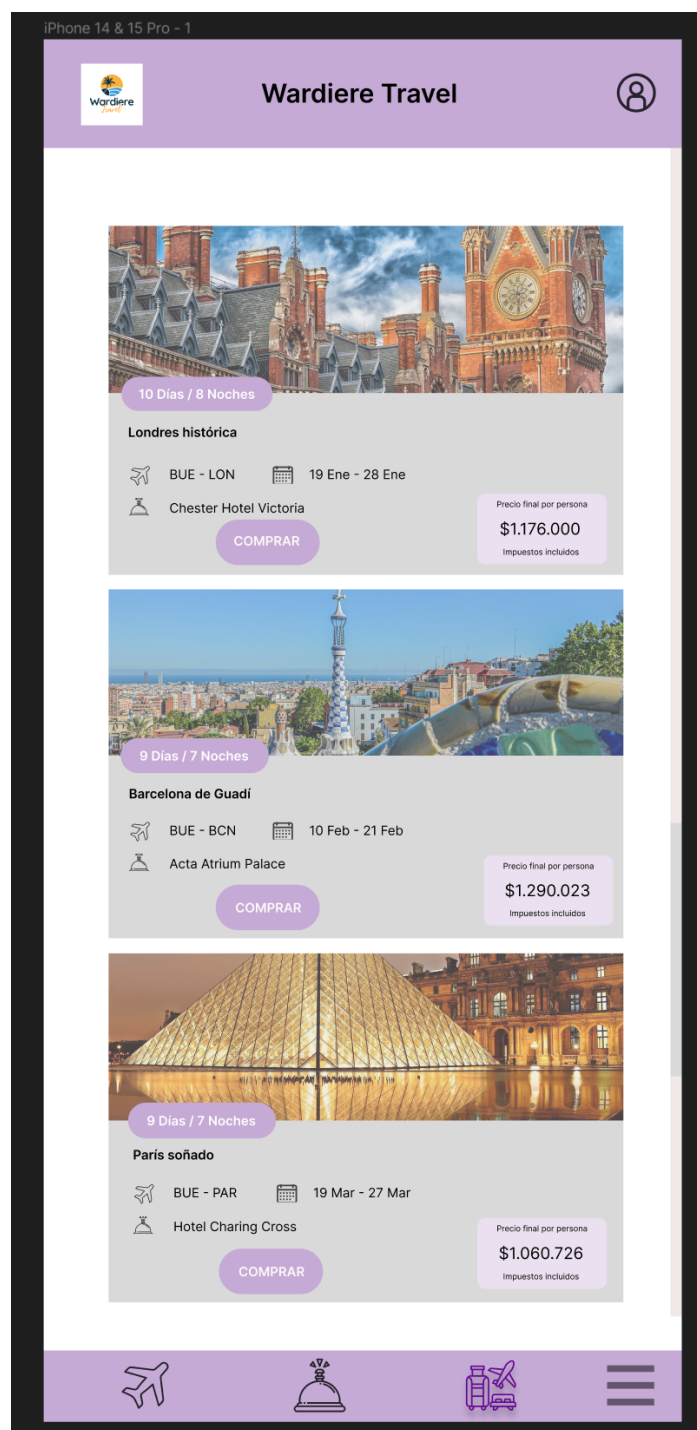 iPhone 14 & 15 Pro - 1
Wardiere
Travel
Wardiere Travel
10 Días / 8 Noches
Londres histórica
BUE - LON
19 Ene - 28 Ene
Chester Hotel Victoria
COMPRAR
Precio final por persona
$1.176.000
Impuestos incluidos
9 Días / 7 Noches
Barcelona de Guadí
BUE - BCN
10 Feb - 21 Feb
Acta Atrium Palace
COMPRAR
Precio final por persona
$1.290.023
Impuestos incluidos
9 Días / 7 Noches
París soñado
BUE - PAR
19 Mar - 27 Mar
Hotel Charing Cross
COMPRAR
Precio final por persona
$1.060.726
Impuestos incluidos